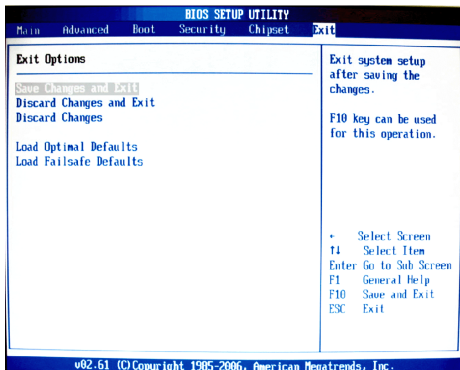 BIOS SETUP UTILITY
Main Advanced Boot Security Chipset Exit
Exit Options
Save Changes and Exit
Discard Changes and Exit
Discard Changes
Load Optimal Defaults
Load Failsafe Defaults
Exit system setup
after saving the
changes.
F10 key can be used
for this operation.
← Select Screen
↑↓ Select Item
Enter Go to Sub Screen
F1 General Help
F10 Save and Exit
ESC Exit
v02.61 (C)Copyright 1985-2006, American Megatrends, Inc.